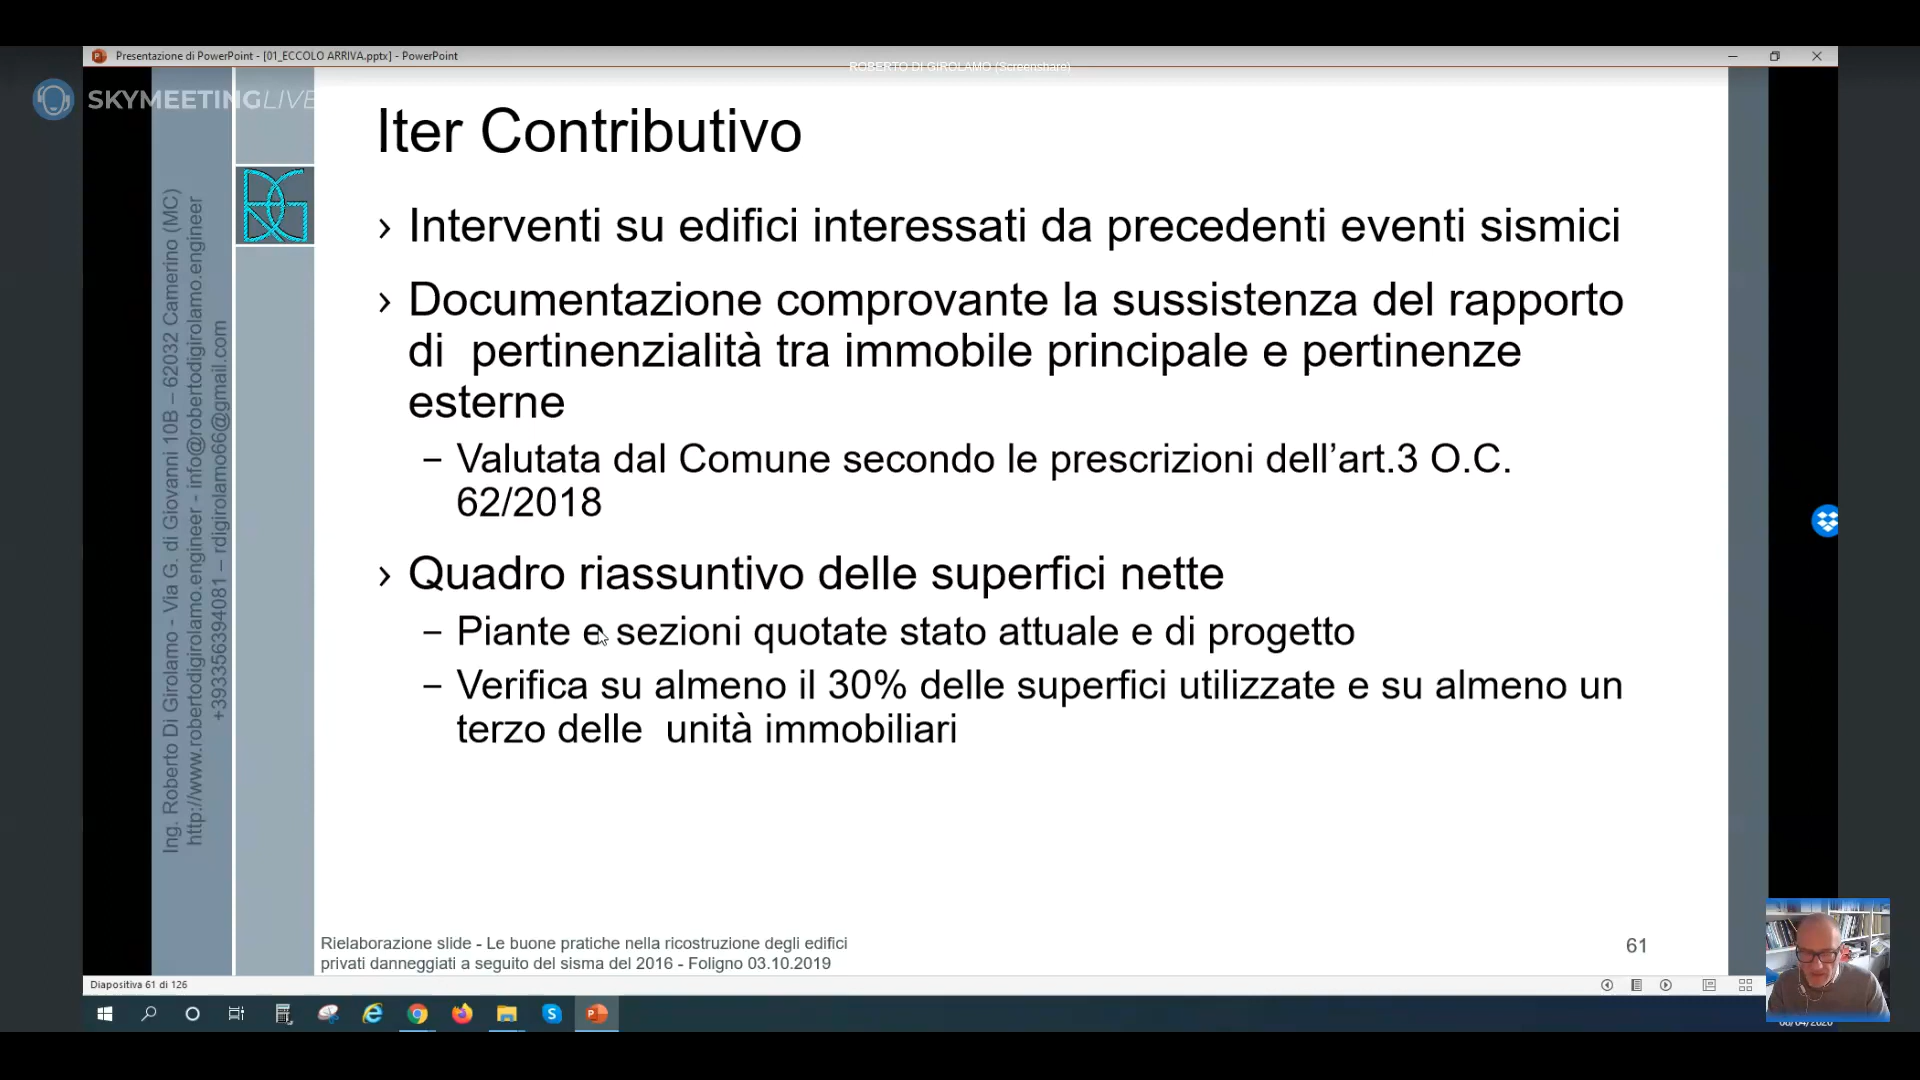 Presentazione di PowerPoint - [01_ECCOLO ARRIVA.pptx] - PowerPoint
ROBERTO DI GIROLAMO (Screenshare)
SKYMEETINGLIVE
Iter Contributivo
› Interventi su edifici interessati da precedenti eventi sismici
› Documentazione comprovante la sussistenza del rapporto
di pertinenzialità tra immobile principale e pertinenze
esterne
– Valutata dal Comune secondo le prescrizioni dell’art.3 O.C.
62/2018
› Quadro riassuntivo delle superfici nette
– Piante e sezioni quotate stato attuale e di progetto
– Verifica su almeno il 30% delle superfici utilizzate e su almeno un
terzo delle unità immobiliari
Ing. Roberto Di Girolamo - Via G. di Giovanni 10B – 62032 Camerino (MC)
http://www.robertodigirolamo.engineer - info@robertodigirolamo.engineer
+393356394081 – rdigirolamo66@gmail.com
Rielaborazione slide - Le buone pratiche nella ricostruzione degli edifici
privati danneggiati a seguito del sisma del 2016 - Foligno 03.10.2019
61
Diapositiva 61 di 126